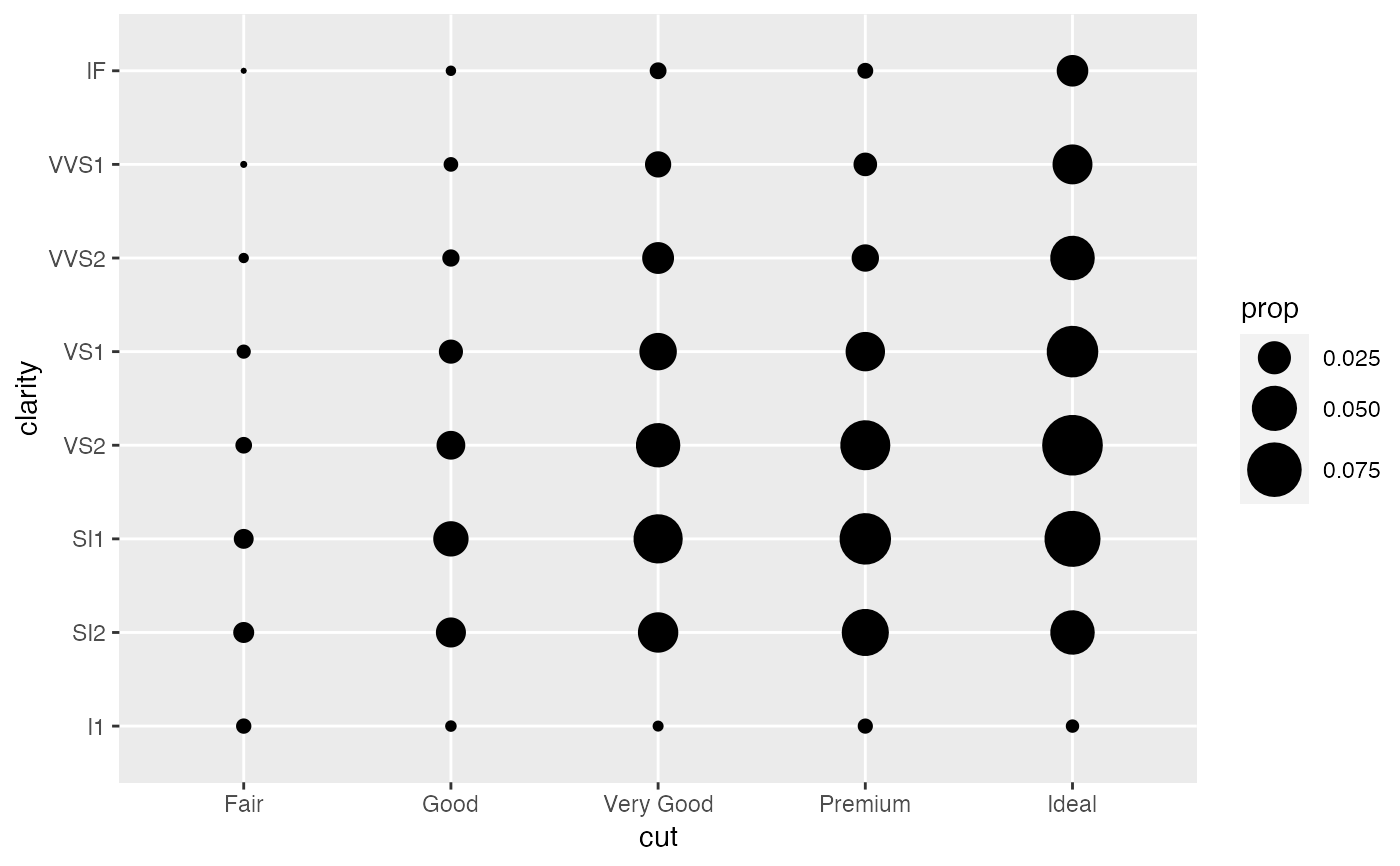 IF
VVS1
VVS2
VS1
VS2
SI1
SI2
I1
clarity
Fair Good Very Good Premium Ideal
cut
prop
0.025
0.050
0.075